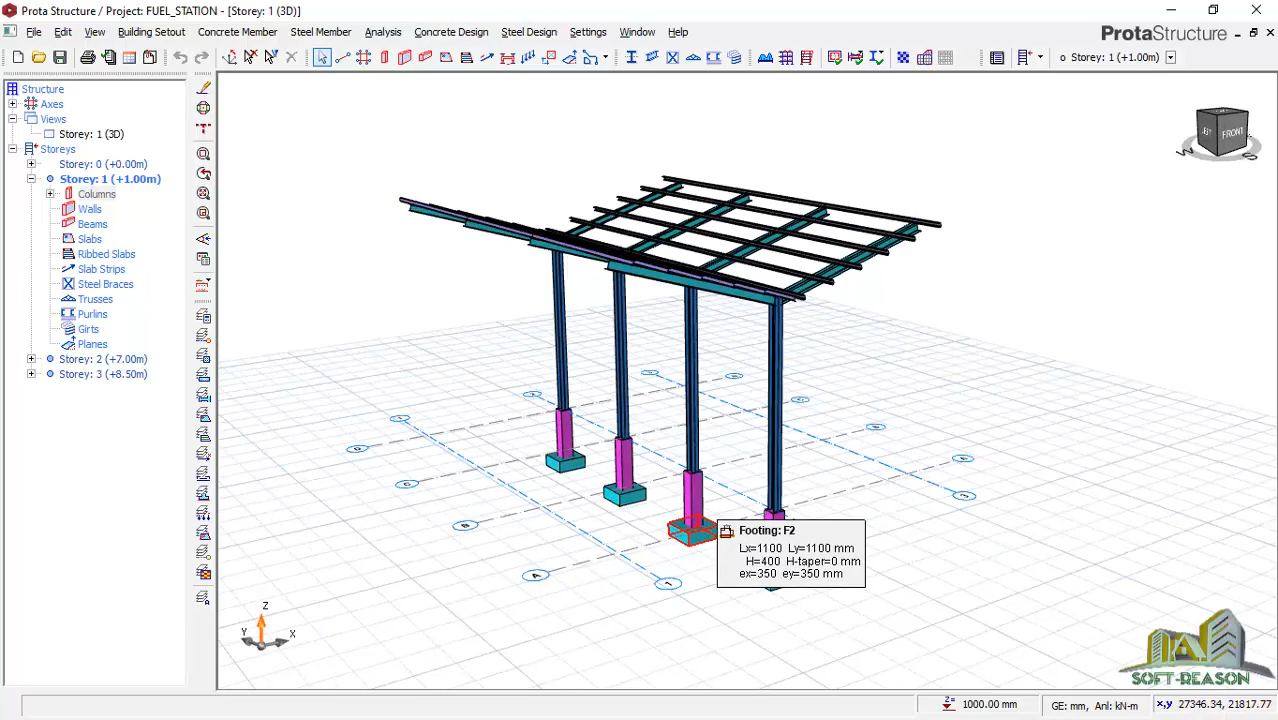 Prota Structure / Project: FUEL_STATION - [Storey: 1 (3D)]
File Edit View Building Setout Concrete Member Steel Member Analysis Concrete Design Steel Design Settings Window Help
ProtaStructure
o Storey: 1 (+1.00m)
Structure
Axes
Views
Storey: 1 (3D)
Storeys
Storey: 0 (+0.00m)
Storey: 1 (+1.00m)
Columns
Walls
Beams
Slabs
Ribbed Slabs
Slab Strips
Steel Braces
Trusses
Purlins
Girts
Planes
Storey: 2 (+7.00m)
Storey: 3 (+8.50m)
FRONT
Footing: F2
Lx=1100 Ly=1100 mm
H=400 H-taper=0 mm
ex=350 ey=350 mm
A
1
Z
Y
X
SOFT-REASON
Z=
1000.00 mm
GE: mm, Anl: kN-m
x,y 27346.34, 21817.77